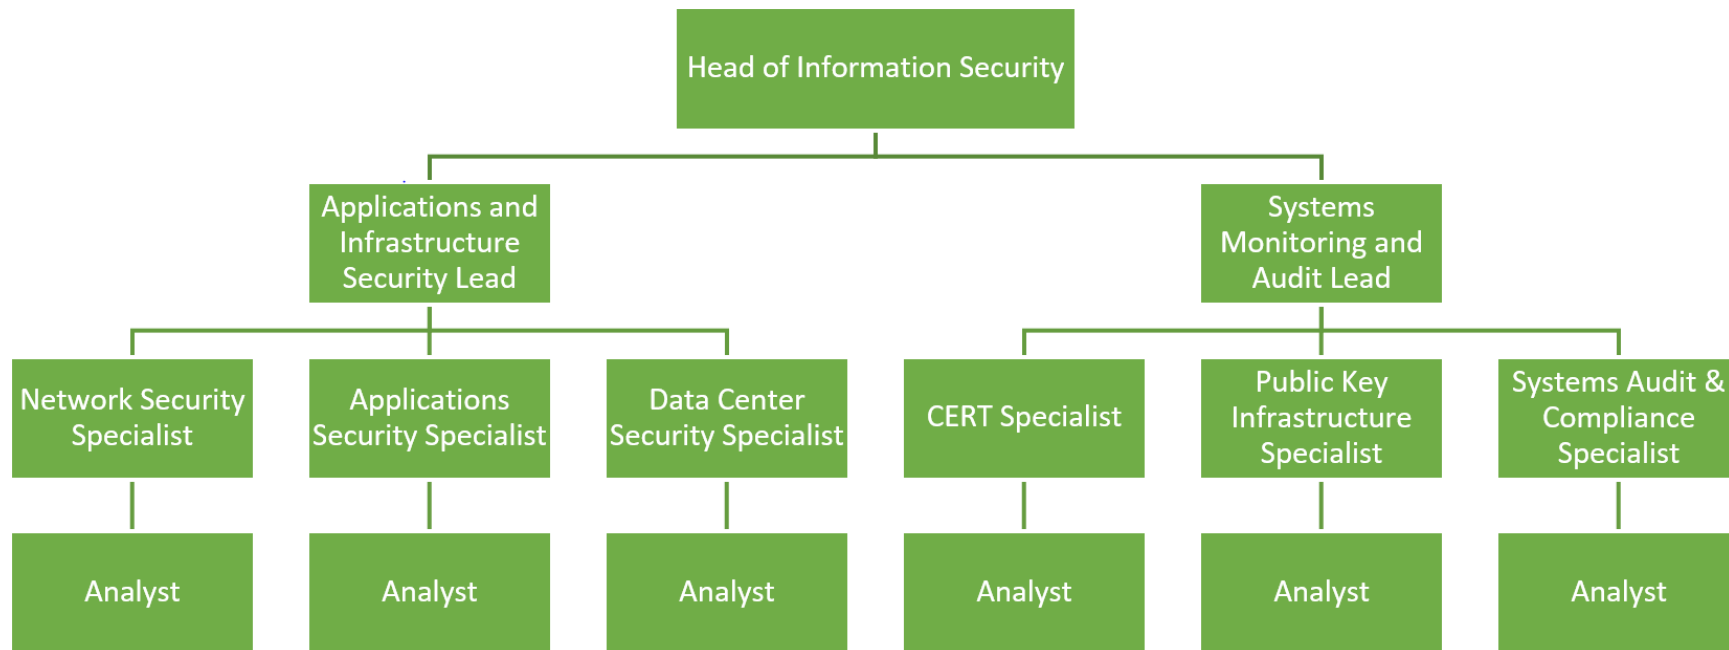 Head of Information Security
Applications and
Infrastructure
Security Lead
Systems
Monitoring and
Audit Lead
Network Security
Specialist
Applications
Security Specialist
Data Center
Security Specialist
CERT Specialist
Public Key
Infrastructure
Specialist
Systems Audit &
Compliance
Specialist
Analyst
Analyst
Analyst
Analyst
Analyst
Analyst